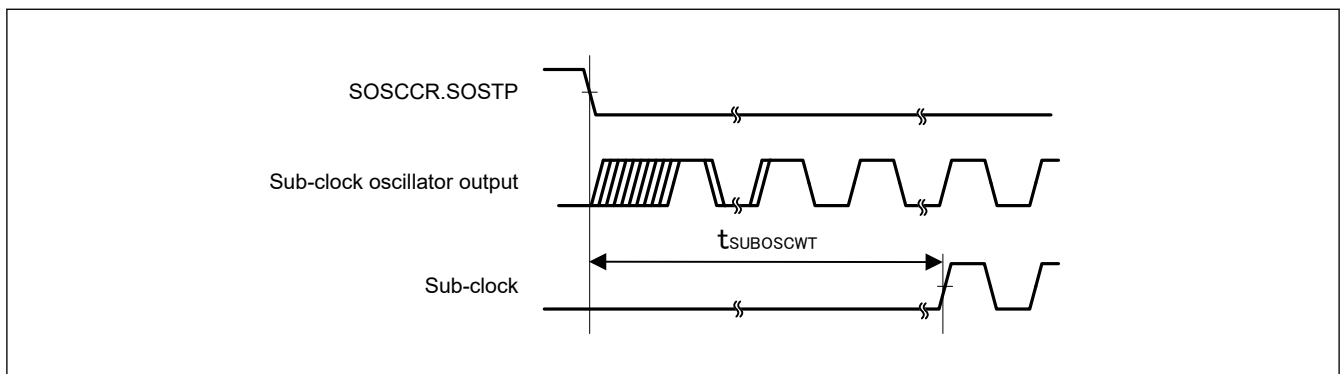 SOSCCR.SOSTP
Sub-clock oscillator output
tSUBOSCWT
Sub-clock